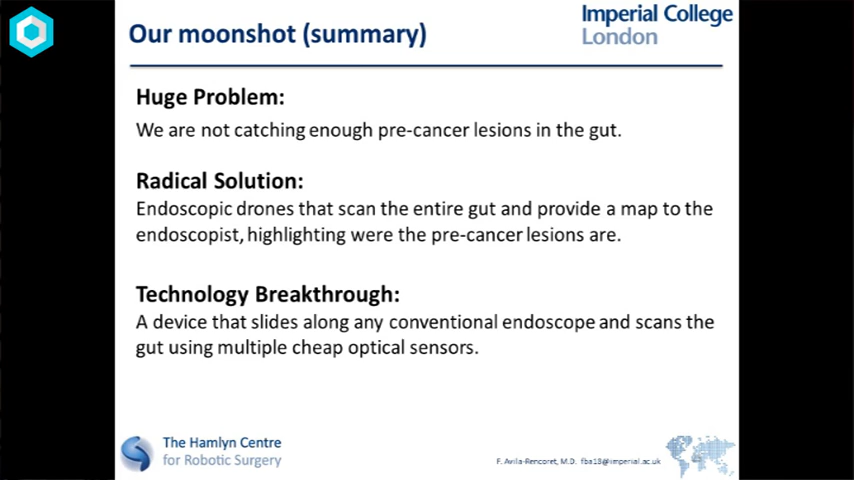 Our moonshot (summary)
Imperial College
London
Huge Problem:
We are not catching enough pre-cancer lesions in the gut.
Radical Solution:
Endoscopic drones that scan the entire gut and provide a map to the
endoscopist, highlighting were the pre-cancer lesions are.
Technology Breakthrough:
A device that slides along any conventional endoscope and scans the
gut using multiple cheap optical sensors.
The Hamlyn Centre
for Robotic Surgery
F. Avila-Rencoret, M.D. fba18@imperial.ac.uk